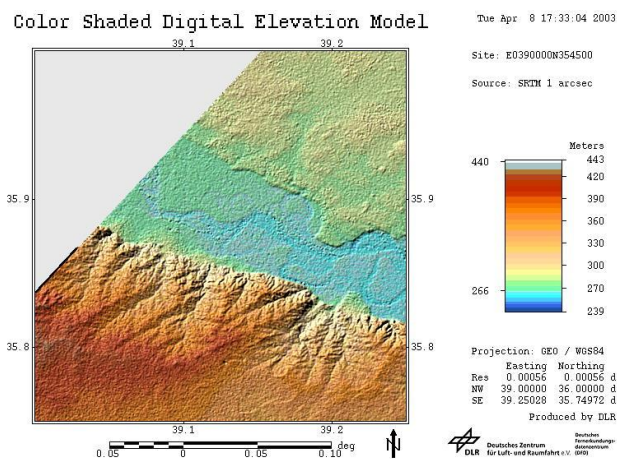 Color Shaded Digital Elevation Model
Tue Apr 8 17:33:04 2003
Site: E0390000N354500
Source: SRTM 1 arcsec
39.1 39.2
35.9 35.9
35.8 35.8
39.1 39.2
0.05 0 0.05 0.10 deg
N
Meters
440 443
420
390
360
330
300
266 270
239
Projection: GEO / WGS84
Easting Northing
Res 0.00056 0.00056 d
NW 39.00000 36.00000 d
SE 39.25028 35.74972 d
Produced by DLR
DLR
Deutsches Zentrum
für Luft- und Raumfahrt e.V.
Deutsches
Fernerkundungs-
datenzentrum
(DFD)